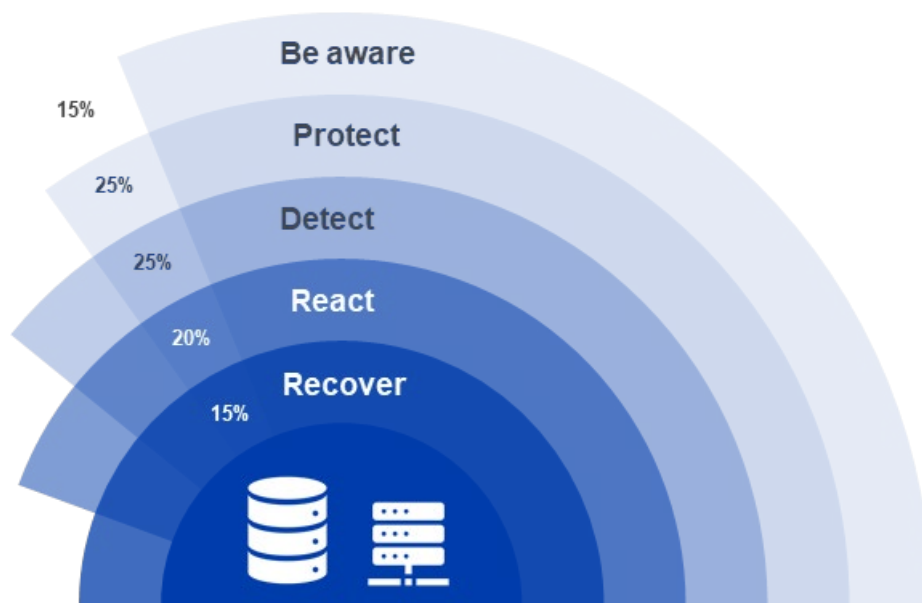 Be aware
15%
Protect
25%
Detect
25%
React
20%
Recover
15%